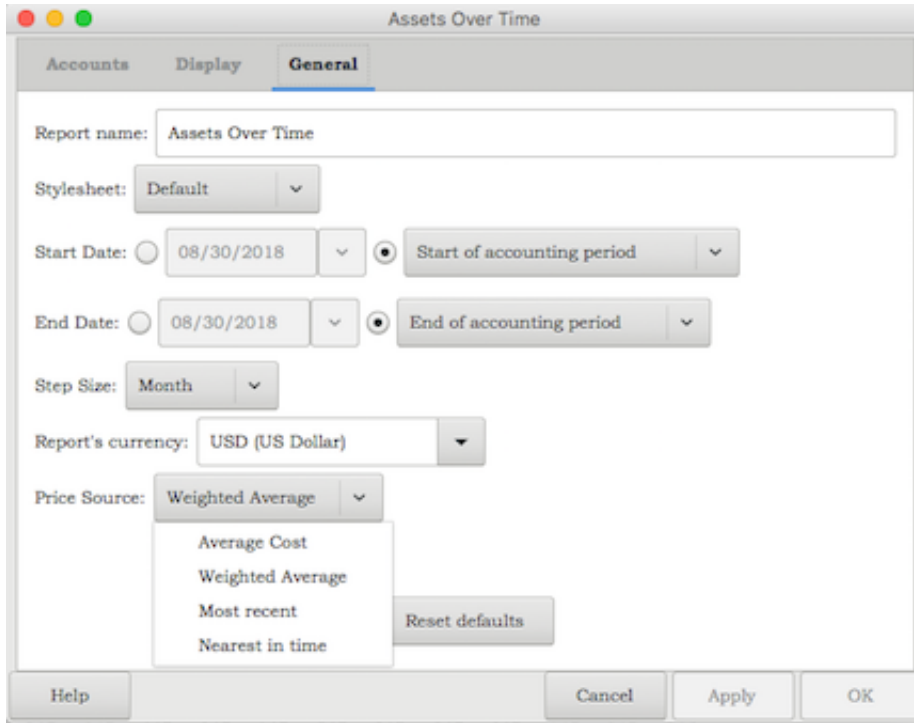 Assets Over Time
Accounts Display General
Report name: Assets Over Time
Stylesheet: Default
Start Date: 08/30/2018 Start of accounting period
End Date: 08/30/2018 End of accounting period
Step Size: Month
Report's currency: USD (US Dollar)
Price Source: Weighted Average
Average Cost
Weighted Average
Most recent
Nearest in time
Reset defaults
Help Cancel Apply OK